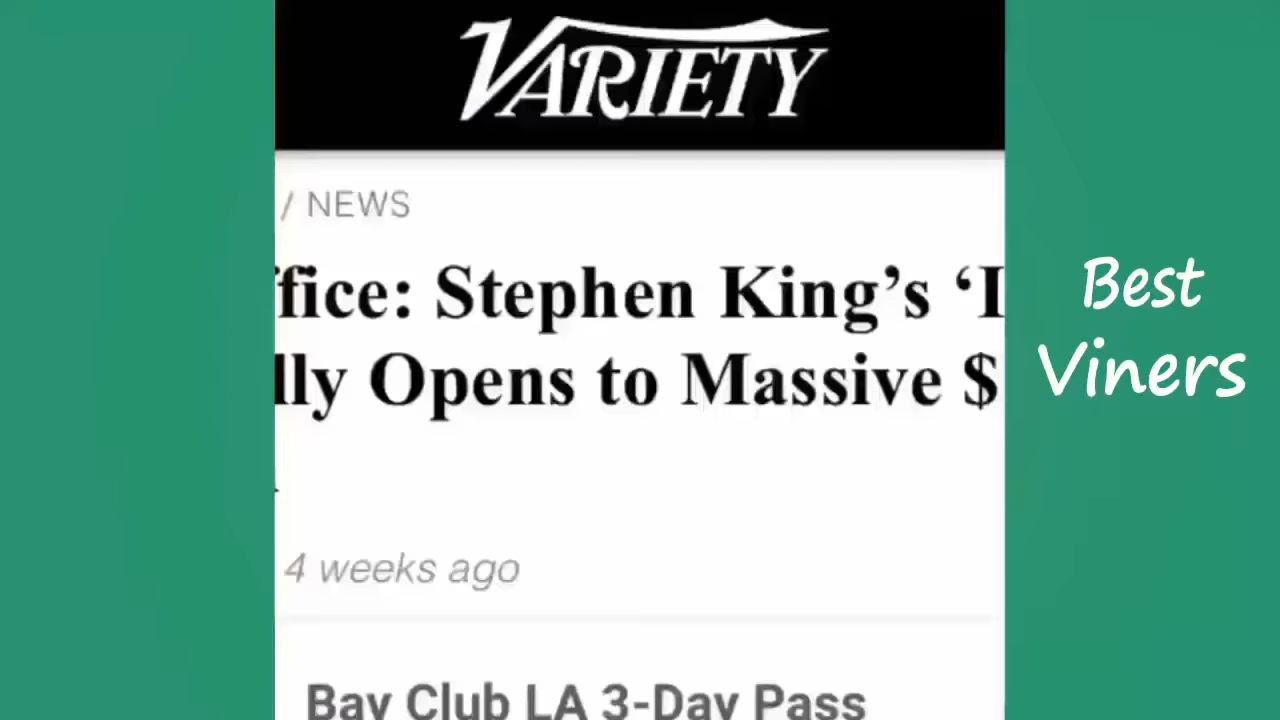 VARIETY
/ NEWS
ffice: Stephen King’s ‘I
lly Opens to Massive $
4 weeks ago
Bay Club LA 3-Day Pass
Best
Viners